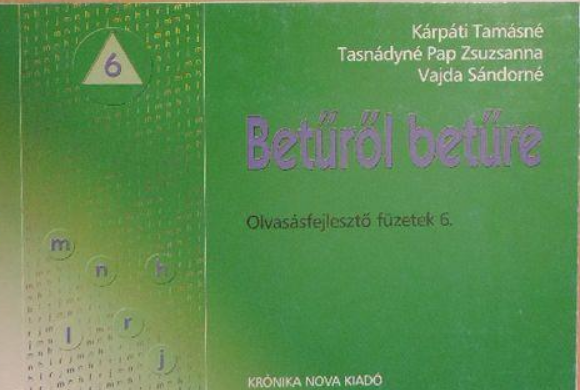 Kárpáti Tamásné
Tasnádyné Pap Zsuzsanna
Vajda Sándorné
6
Betűről betűre
Olvasásfejlesztő füzetek 6.
m
n
h
l
r
j
KRÓNIKA NOVA KIADÓ